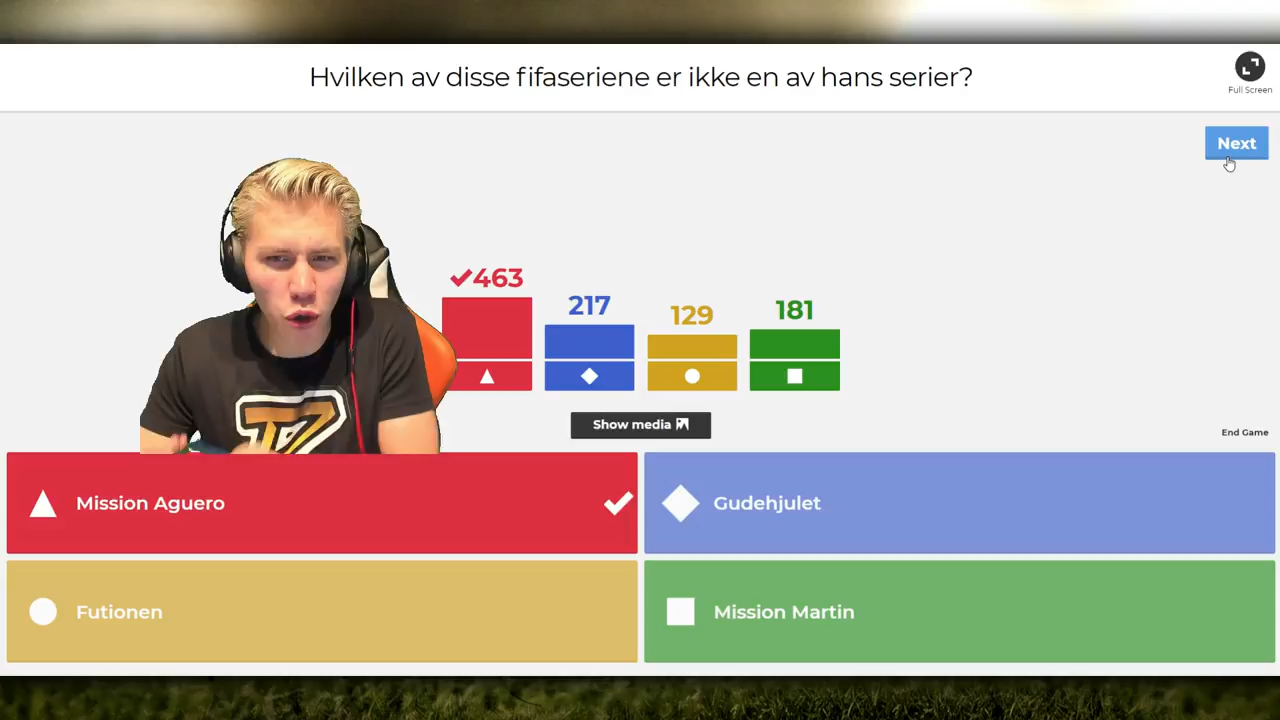 Hvilken av disse fifaseriene er ikke en av hans serier?
Full Screen
Next
463
217
129
181
Show media
End Game
Mission Aguero
Gudehjulet
Futionen
Mission Martin